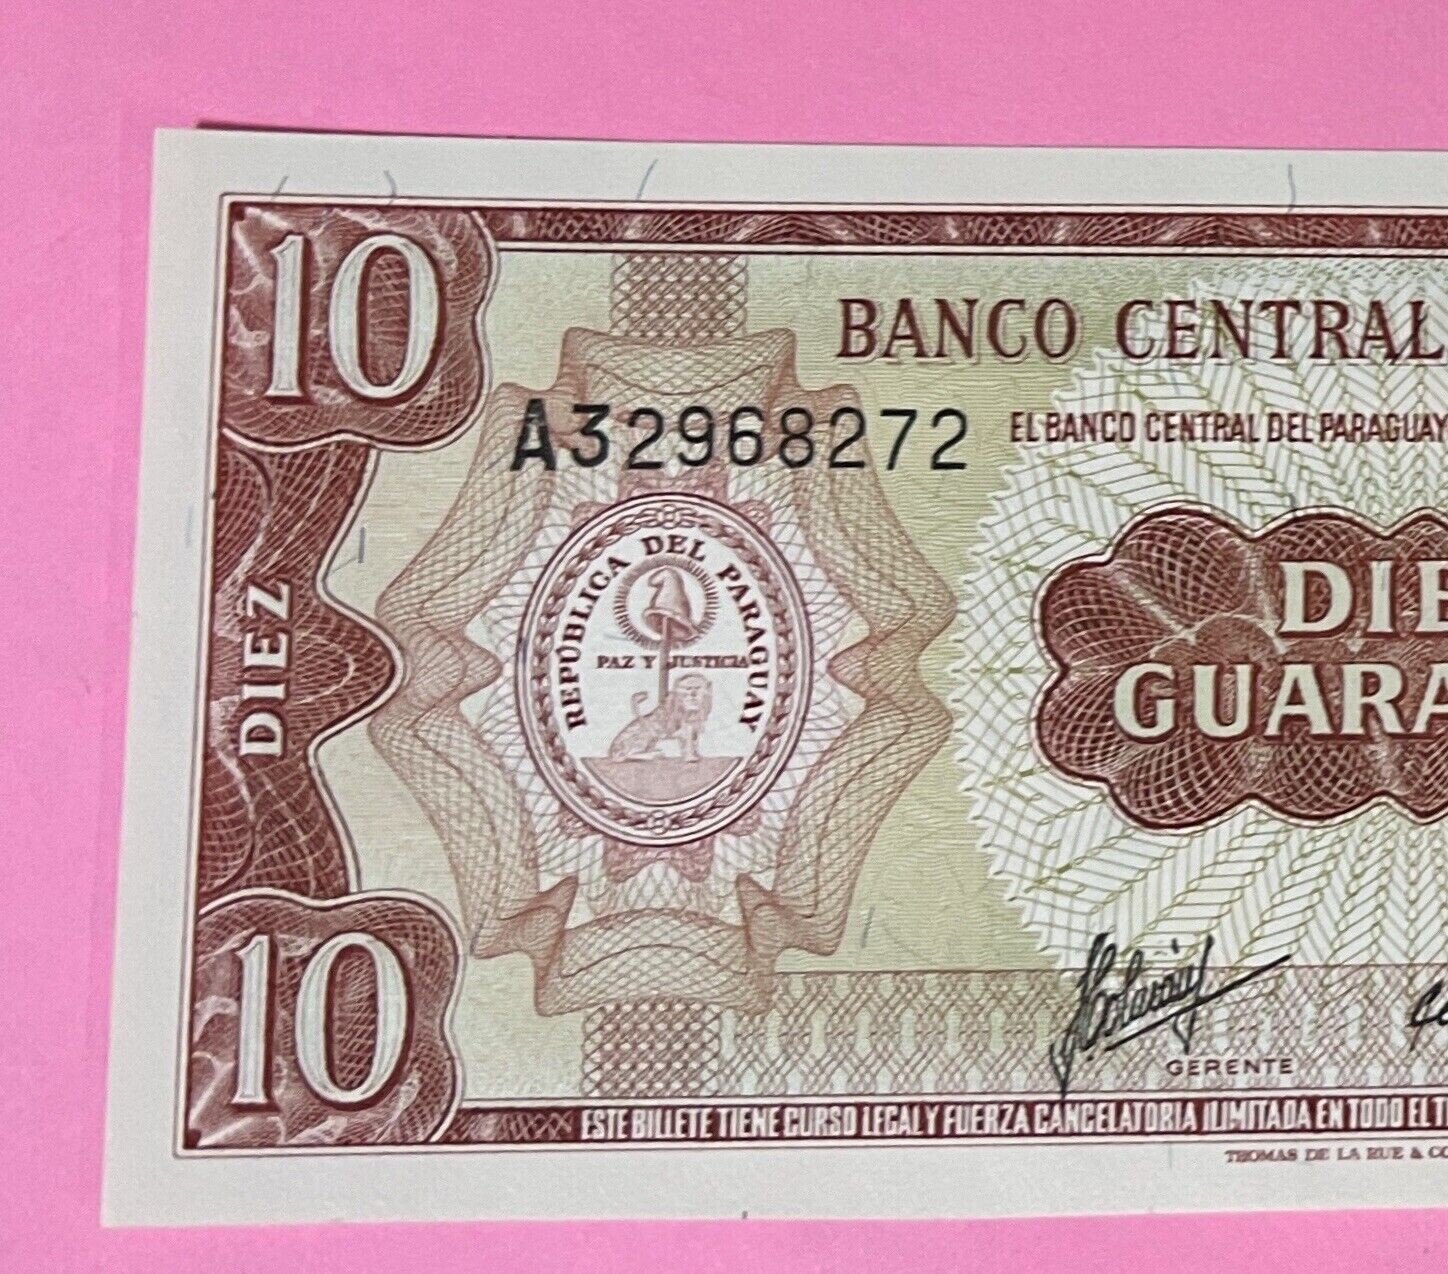 10
BANCO CENTRAL
A32968272
EL BANCO CENTRAL DEL PARAGUAY
REPÚBLICA DEL PARAGUAY
PAZ Y JUSTICIA
DIEZ
DIE
GUARA
10
GERENTE
ESTE BILLETE TIENE CURSO LEGAL Y FUERZA CANCELATORIA ILIMITADA EN TODO EL T
THOMAS DE LA RUE & CO